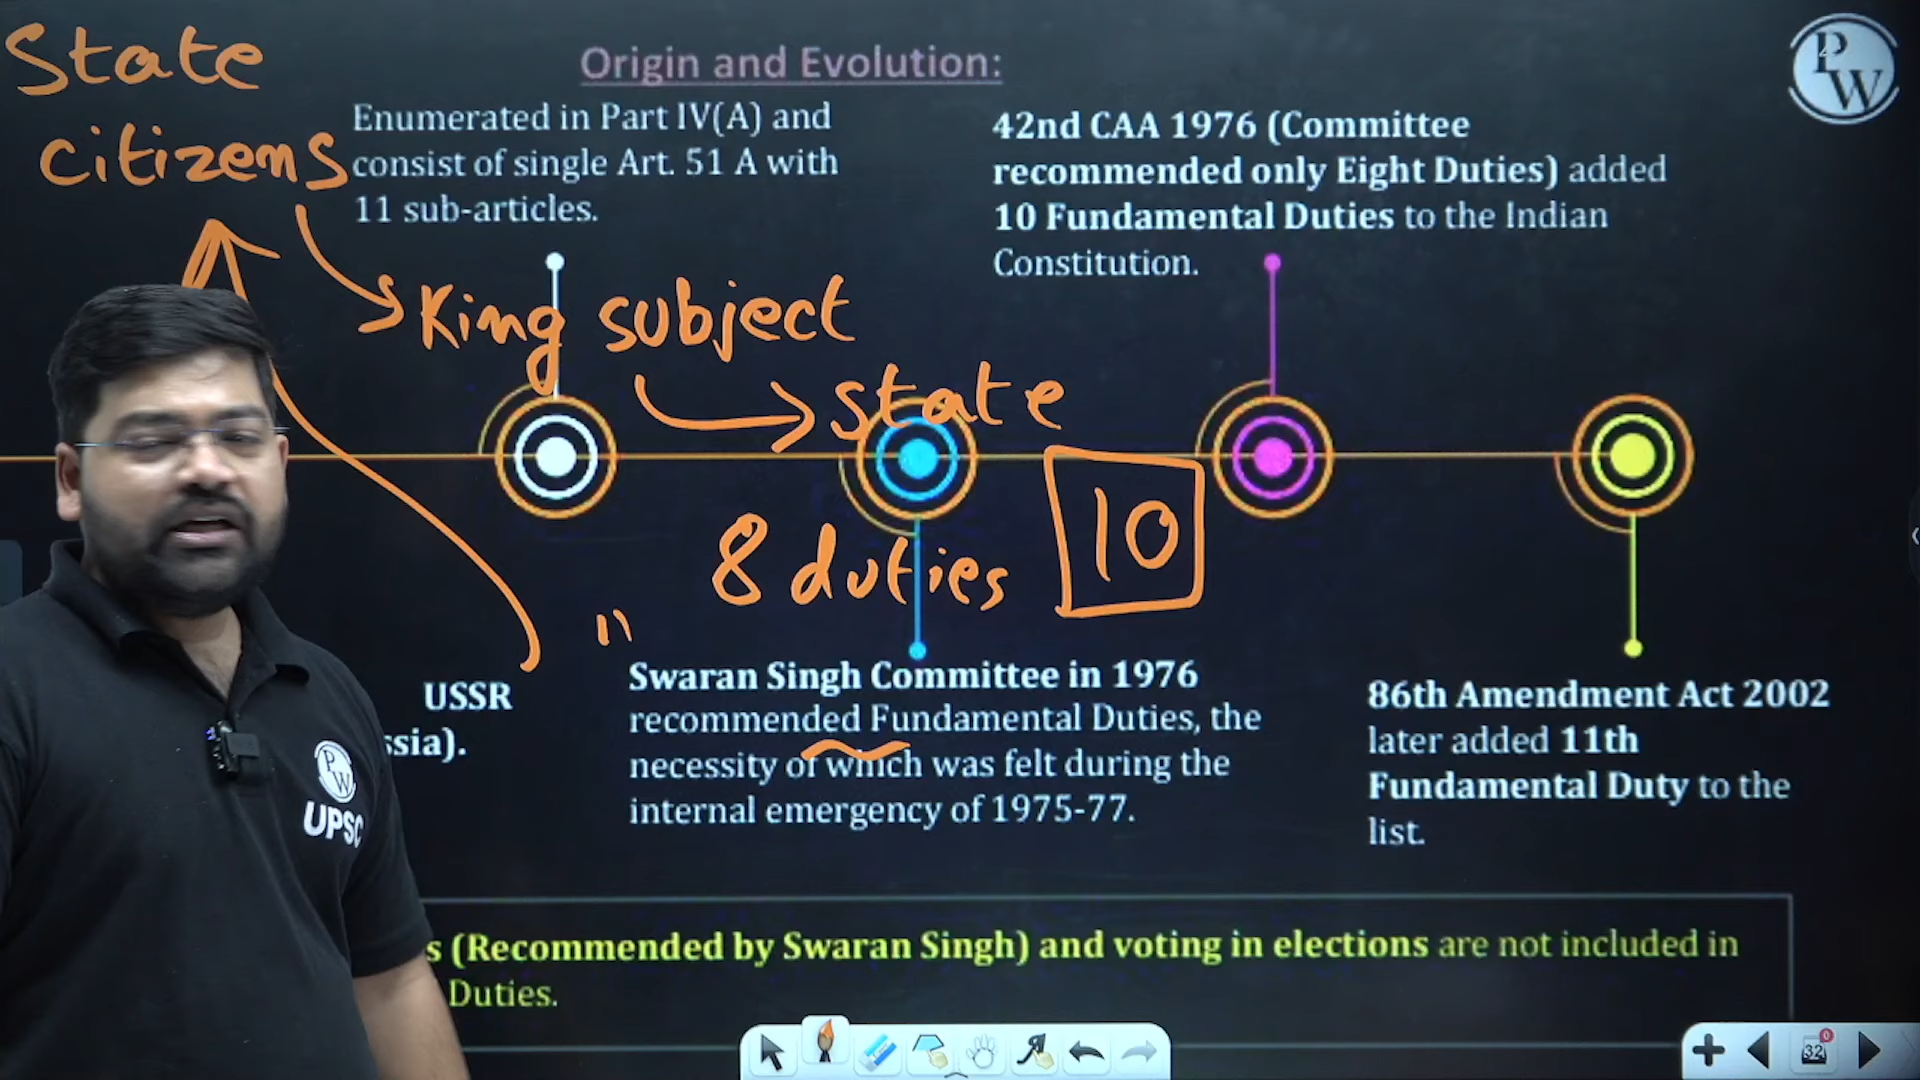 State
citizens
Origin and Evolution:
PW
Enumerated in Part IV(A) and
consist of single Art. 51 A with
11 sub-articles.
42nd CAA 1976 (Committee
recommended only Eight Duties) added
10 Fundamental Duties to the Indian
Constitution.
King subject
state
8 duties
10
11
USSR
ssia).
Swaran Singh Committee in 1976
recommended Fundamental Duties, the
necessity of which was felt during the
internal emergency of 1975-77.
86th Amendment Act 2002
later added 11th
Fundamental Duty to the
list.
PW
UPSC
s (Recommended by Swaran Singh) and voting in elections are not included in
Duties.
32
0